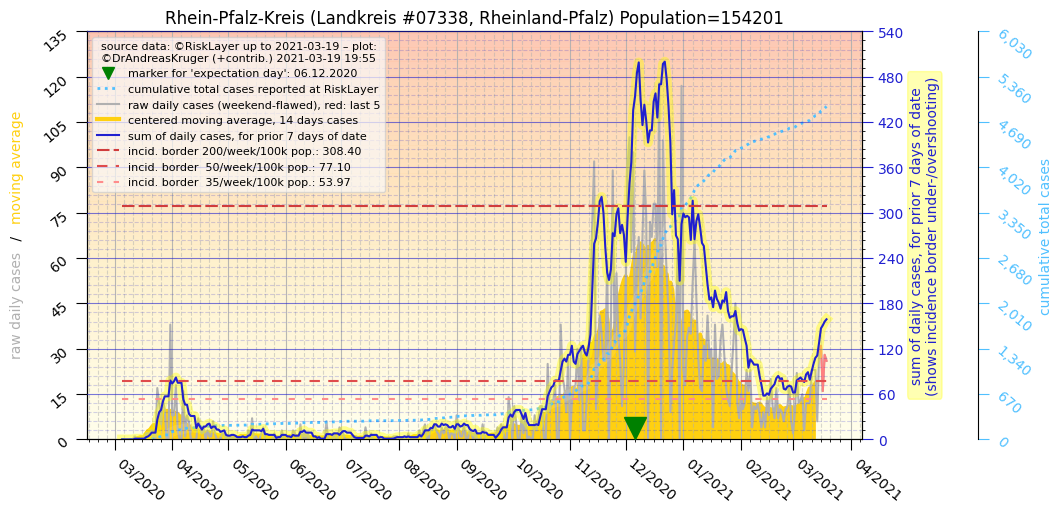 Rhein-Pfalz-Kreis (Landkreis #07338, Rheinland-Pfalz) Population=154201
source data: ©RiskLayer up to 2021-03-19 – plot:
©DrAndreasKruger (+contrib.) 2021-03-19 19:55
marker for 'expectation day': 06.12.2020
cumulative total cases reported at RiskLayer
raw daily cases (weekend-flawed), red: last 5
centered moving average, 14 days cases
sum of daily cases, for prior 7 days of date
incid. border 200/week/100k pop.: 308.40
incid. border  50/week/100k pop.: 77.10
incid. border  35/week/100k pop.: 53.97
raw daily cases / moving average
135
120
105
90
75
60
45
30
15
0
03/2020
04/2020
05/2020
06/2020
07/2020
08/2020
09/2020
10/2020
11/2020
12/2020
01/2021
02/2021
03/2021
04/2021
540
480
420
360
300
240
180
120
60
0
sum of daily cases, for prior 7 days of date
(shows incidence border under-/overshooting)
6,030
5,360
4,690
4,020
3,350
2,680
2,010
1,340
670
0
cumulative total cases